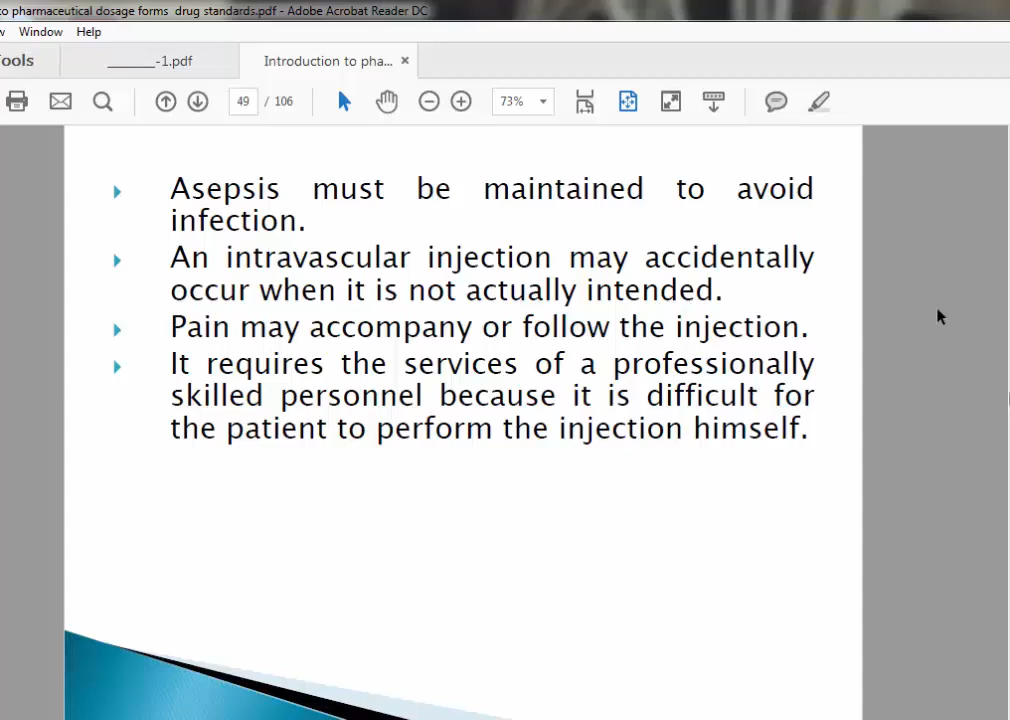 to pharmaceutical dosage forms drug standards.pdf - Adobe Acrobat Reader DC
w Window Help
ools _______-1.pdf Introduction to pha... ×
49 / 106 73%
Asepsis must be maintained to avoid
infection.
An intravascular injection may accidentally
occur when it is not actually intended.
Pain may accompany or follow the injection.
It requires the services of a professionally
skilled personnel because it is difficult for
the patient to perform the injection himself.